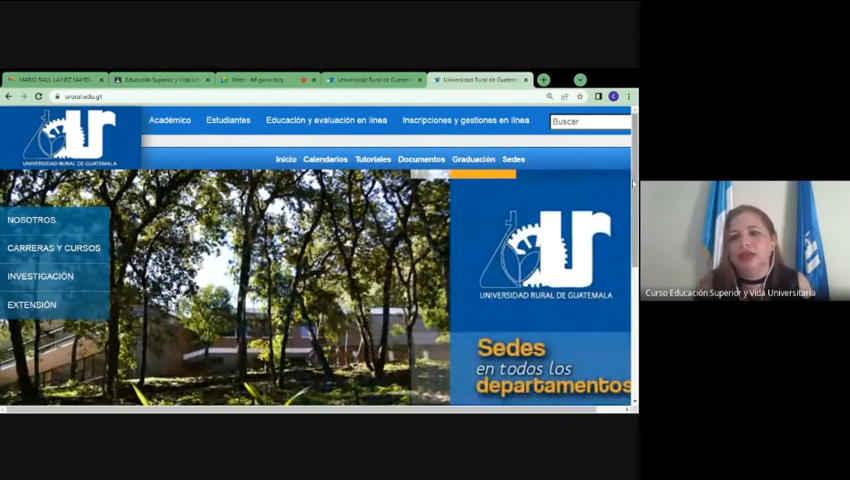 MARIO RAUL LAINEZ MAYEN
Educación Superior y Vida Un
Universidad Rural de Guatem
Universidad Rural de Guatem
urural.edu.gt
Académico
Estudiantes
Educación y evaluación en línea
Inscripciones y gestiones en línea
Buscar
ur
UNIVERSIDAD RURAL DE GUATEMALA
Inicio
Calendarios
Tutoriales
Documentos
Graduación
Sedes
NOSOTROS
CARRERAS Y CURSOS
INVESTIGACIÓN
EXTENSIÓN
ur
UNIVERSIDAD RURAL DE GUATEMALA
Sedes
en todos los
departamentos
Curso Educación Superior y Vida Universitaria